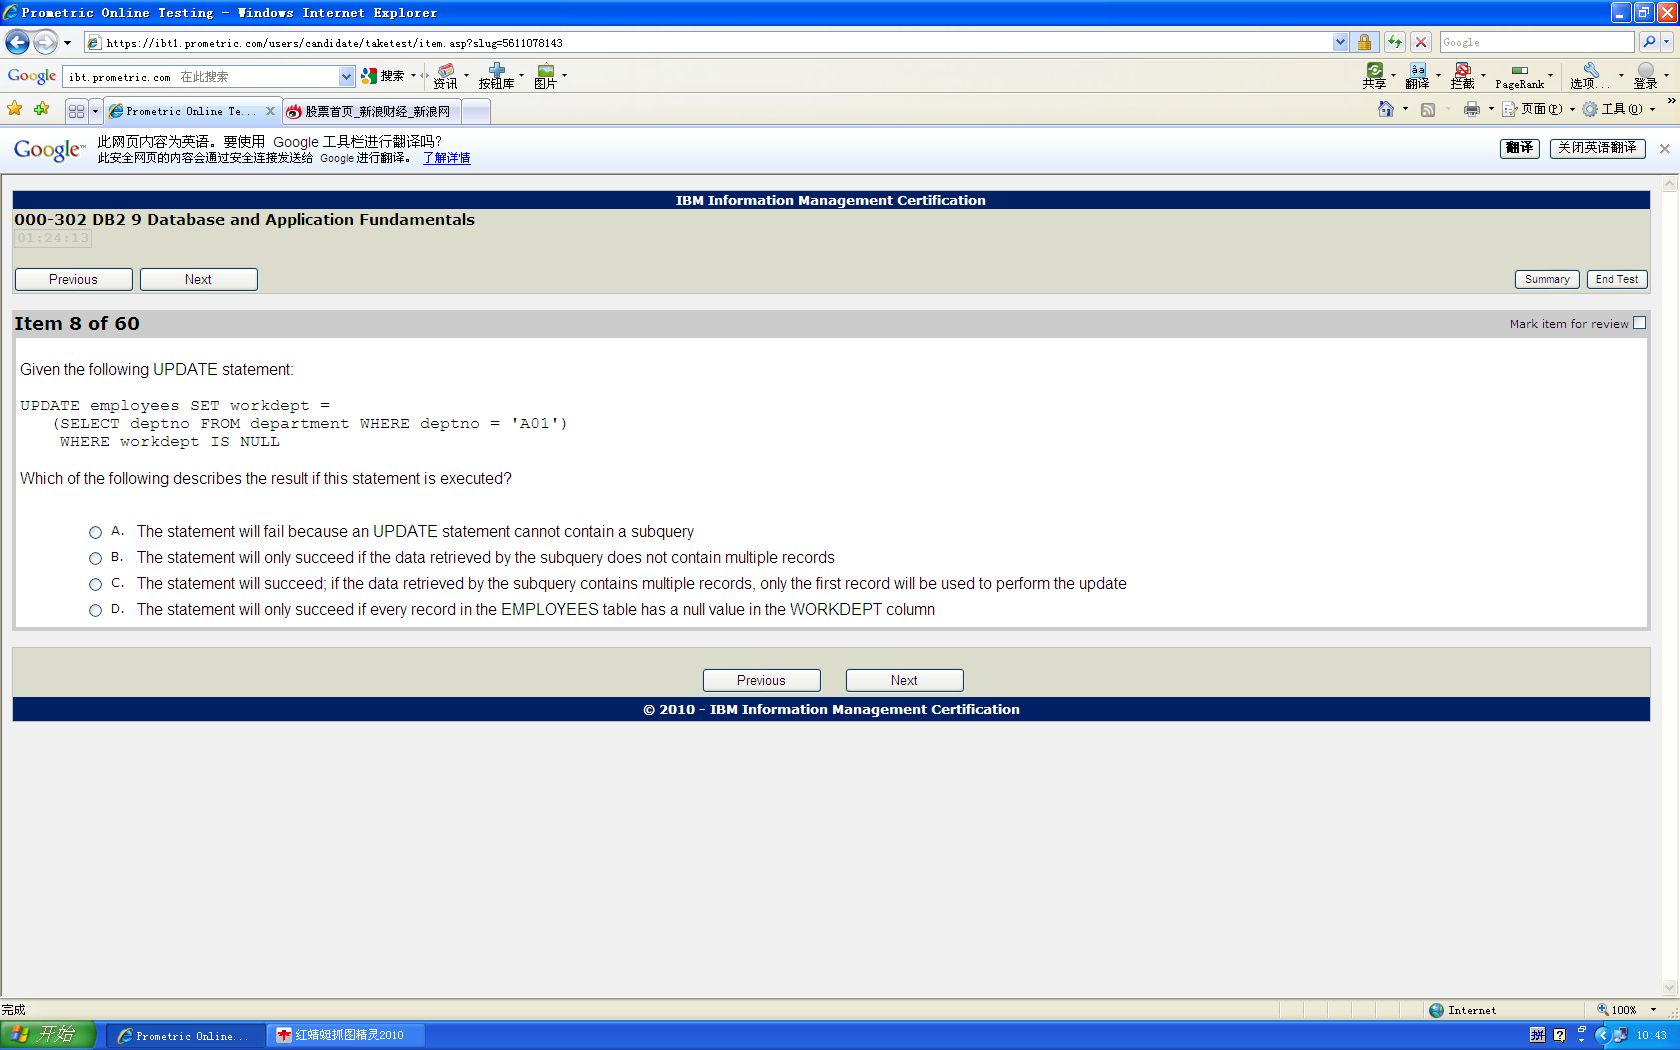 Prometric Online Testing - Windows Internet Explorer
https://ibt1.prometric.com/users/candidate/taketest/item.asp?slug=5611078143
Google
Google
ibt.prometric.com 在此搜索
搜索
资讯
按钮库
图片
共享
翻译
拦截
PageRank
选项...
登录
Prometric Online Te...
股票首页_新浪财经_新浪网
页面(P)
工具(O)
»
Google™
此网页内容为英语。要使用 Google 工具栏进行翻译吗?
此安全网页的内容会通过安全连接发送给 Google 进行翻译。 了解详情
翻译
关闭英语翻译
IBM Information Management Certification
000-302 DB2 9 Database and Application Fundamentals
01:24:13
Previous
Next
Summary
End Test
Item 8 of 60
Mark item for review
Given the following UPDATE statement:
UPDATE employees SET workdept =
(SELECT deptno FROM department WHERE deptno = 'A01')
WHERE workdept IS NULL
Which of the following describes the result if this statement is executed?
A. The statement will fail because an UPDATE statement cannot contain a subquery
B. The statement will only succeed if the data retrieved by the subquery does not contain multiple records
C. The statement will succeed; if the data retrieved by the subquery contains multiple records, only the first record will be used to perform the update
D. The statement will only succeed if every record in the EMPLOYEES table has a null value in the WORKDEPT column
Previous
Next
© 2010 - IBM Information Management Certification
完成
Internet
100%
开始
Prometric Online...
红蜻蜓抓图精灵2010
拼
10:43